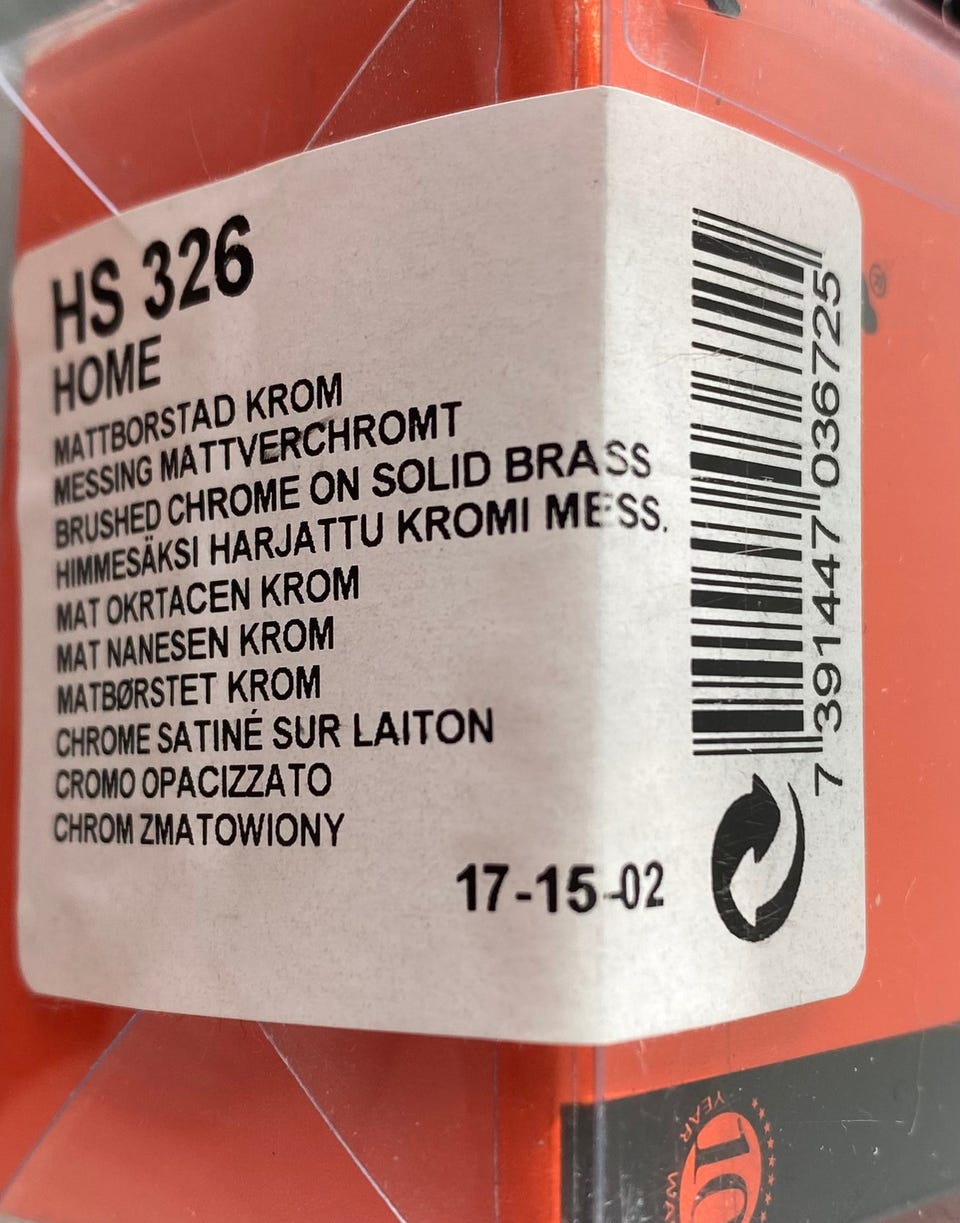 HS 326
HOME
MATTBORSTAD KROM
MESSING MATTVERCHROMT
BRUSHED CHROME ON SOLID BRASS
HIMMESÄKSI HARJATTU KROMI MESS.
MAT OKRTACEN KROM
MAT NANESEN KROM
MATBØRSTET KROM
CHROME SATINÉ SUR LAITON
CROMO OPACIZZATO
CHROM ZMATOWIONY
17-15-02
7 391447 036725
®
YEAR
10